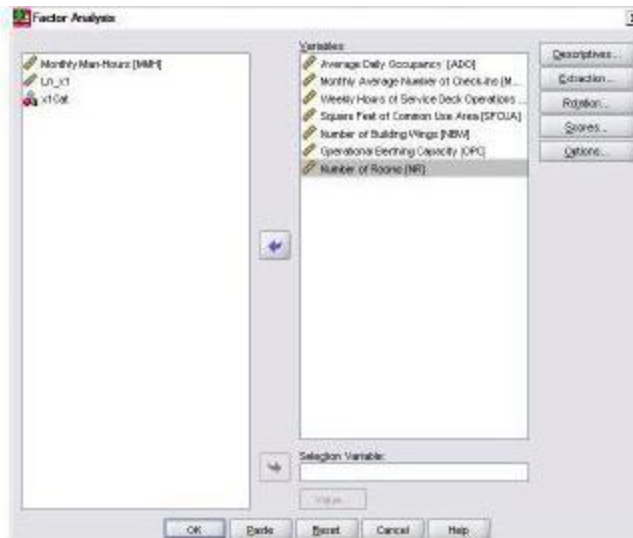 Factor Analysis
Monthly Man-Hours [MMH]
Ln_x1
x1Cat
Variables:
Average Daily Occupancy [ADO]
Monthly Average Number of Check-ins [M...
Weekly Hours of Service Desk Operations ...
Square Feet of Common Use Area [SFCUA]
Number of Building Wings [NBW]
Operational Berthing Capacity [OPC]
Number of Rooms [NR]
Descriptives...
Extraction...
Rotation...
Scores...
Options...
Selection Variable:
Value...
OK
Paste
Reset
Cancel
Help